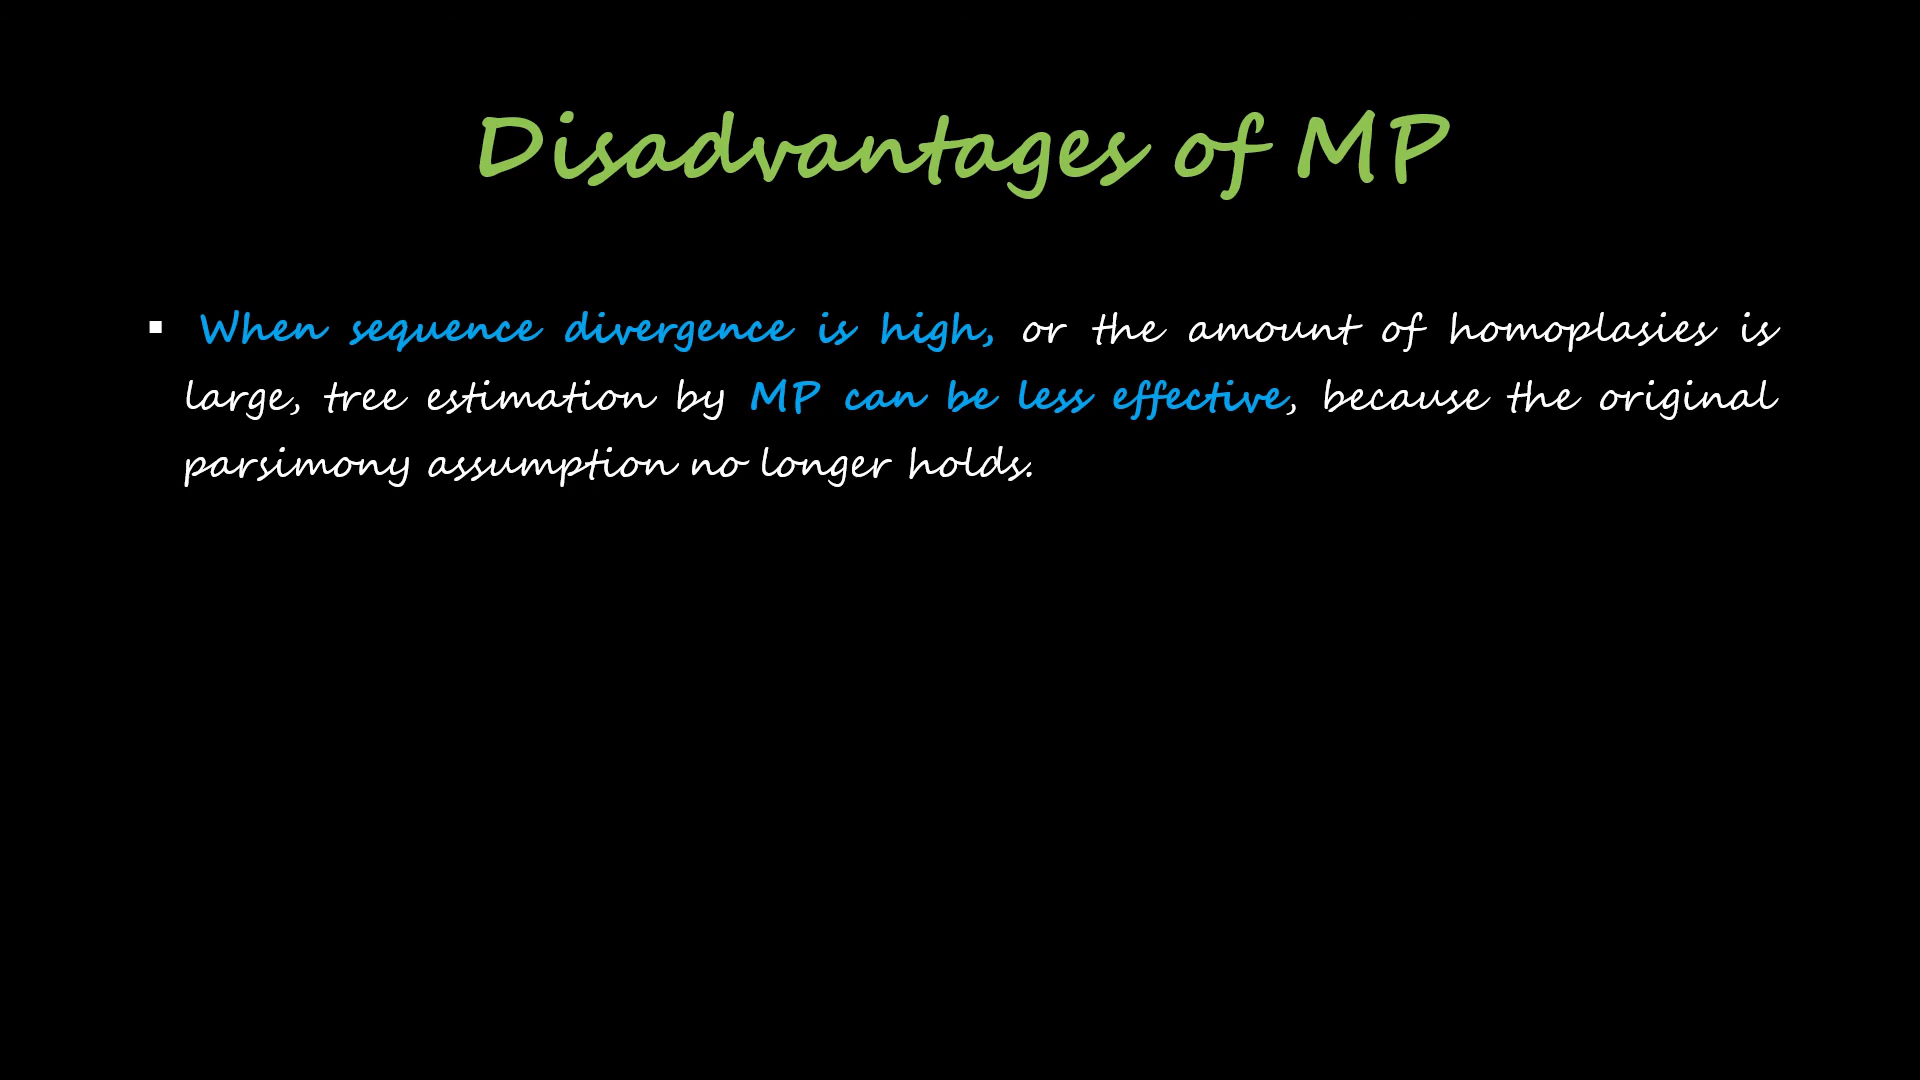 Disadvantages of MP
▪ When sequence divergence is high, or the amount of homoplasies is
large, tree estimation by MP can be less effective, because the original
parsimony assumption no longer holds.